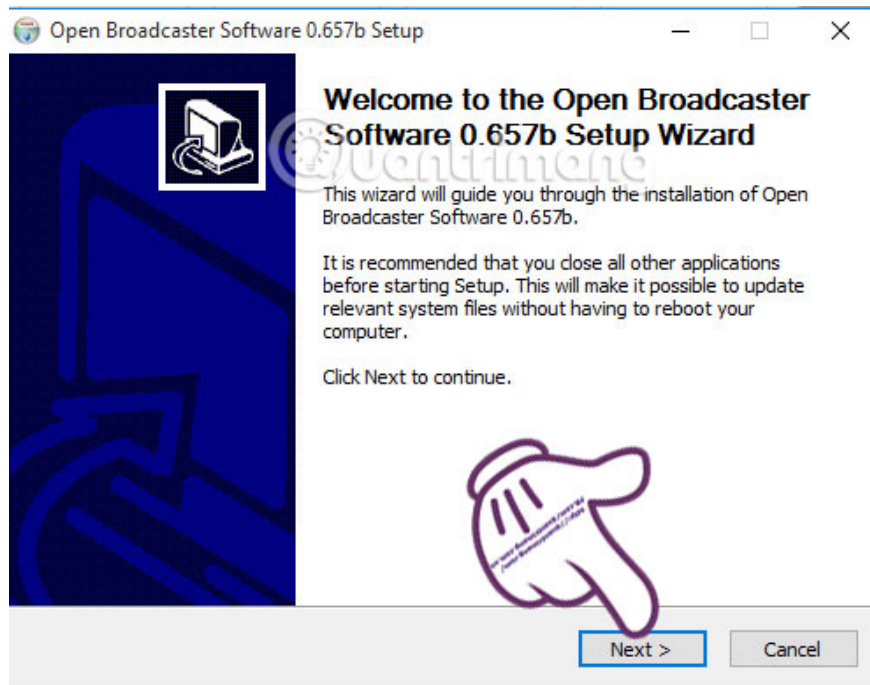 Open Broadcaster Software 0.657b Setup
Welcome to the Open Broadcaster
Software 0.657b Setup Wizard
Quantrimang
This wizard will guide you through the installation of Open
Broadcaster Software 0.657b.
It is recommended that you close all other applications
before starting Setup. This will make it possible to update
relevant system files without having to reboot your
computer.
Click Next to continue.
Next >
Cancel